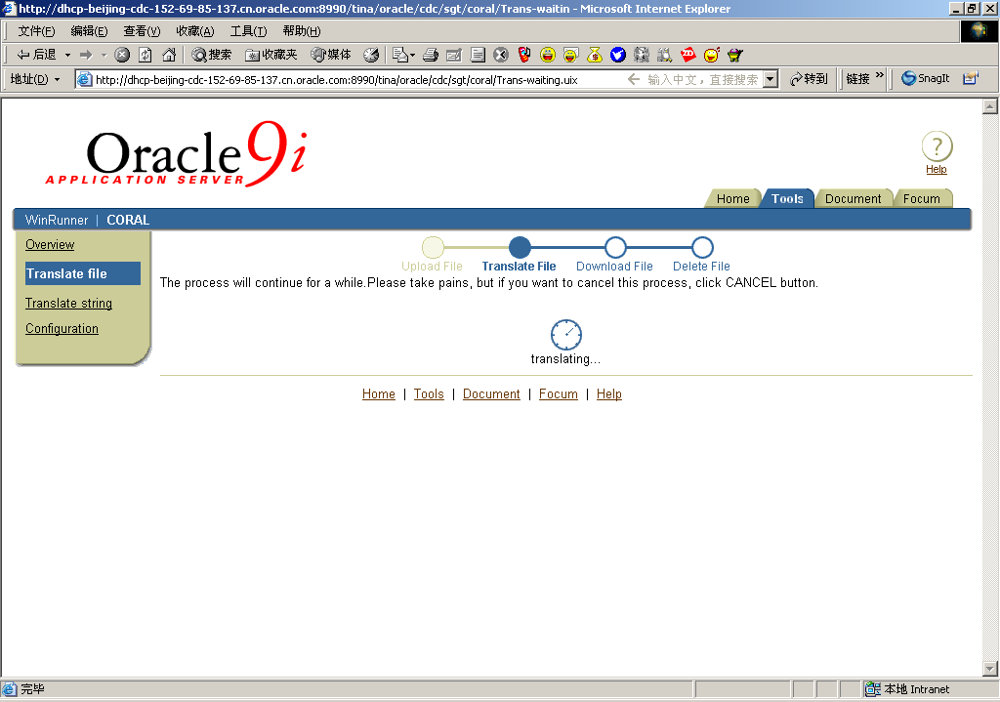 http://dhcp-beijing-cdc-152-69-85-137.cn.oracle.com:8990/tina/oracle/cdc/sgt/coral/Trans-waitin - Microsoft Internet Explorer
文件(F) 编辑(E) 查看(V) 收藏(A) 工具(T) 帮助(H)
后退 搜索 收藏夹 媒体
地址(D) http://dhcp-beijing-cdc-152-69-85-137.cn.oracle.com:8990/tina/oracle/cdc/sgt/coral/Trans-waiting.uix 输入中文，直接搜索 转到 链接 » SnagIt
ORACLE 9i
APPLICATION SERVER
?
Help
Home Tools Document Focum
WinRunner | CORAL
Overview
Translate file
Translate string
Configuration
Upload File Translate File Download File Delete File
The process will continue for a while.Please take pains, but if you want to cancel this process, click CANCEL button.
translating...
Home | Tools | Document | Focum | Help
完毕 本地 Intranet